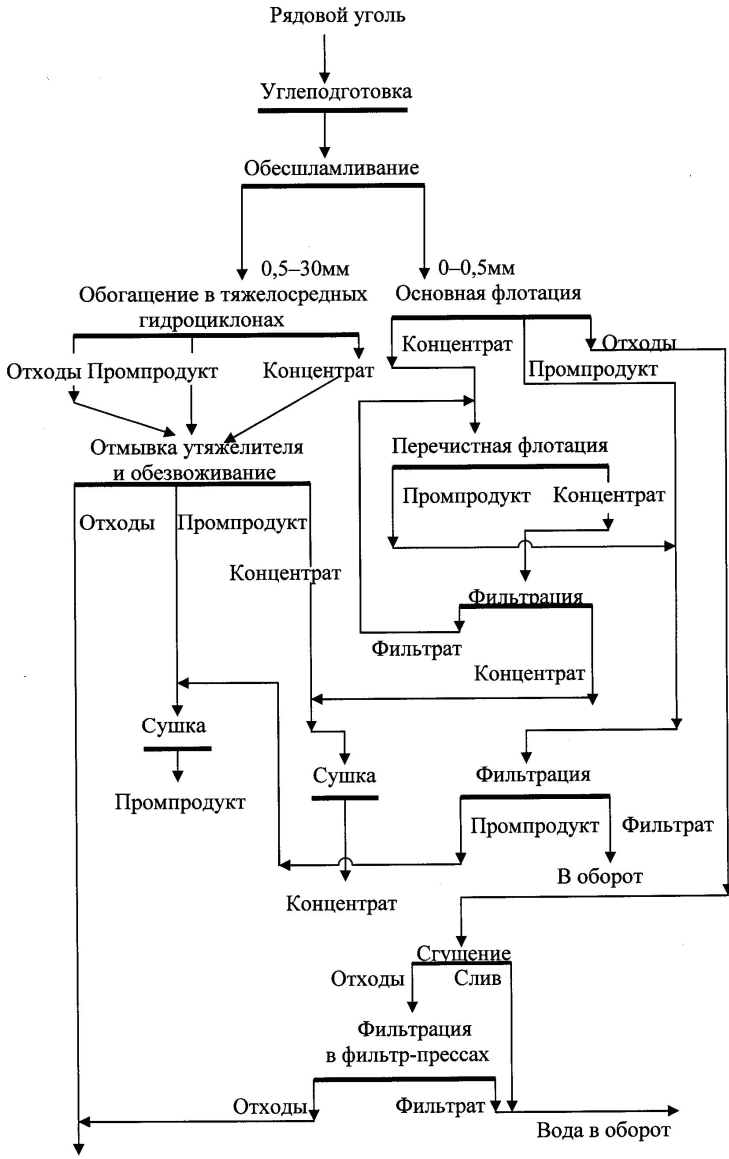 Рядовой уголь
Углеподготовка
Обесшламливание
0,5–30мм
0–0,5мм
Обогащение в тяжелосредных
гидроциклонах
Основная флотация
Отходы
Промпродукт
Концентрат
Концентрат
Промпродукт
Отходы
Отмывка утяжелителя
и обезвоживание
Перечистная флотация
Промпродукт
Концентрат
Отходы
Промпродукт
Концентрат
Фильтрация
Фильтрат
Концентрат
Сушка
Промпродукт
Сушка
Концентрат
Фильтрация
Промпродукт
Фильтрат
В оборот
Сгущение
Отходы
Слив
Фильтрация
в фильтр-прессах
Отходы
Фильтрат
Вода в оборот